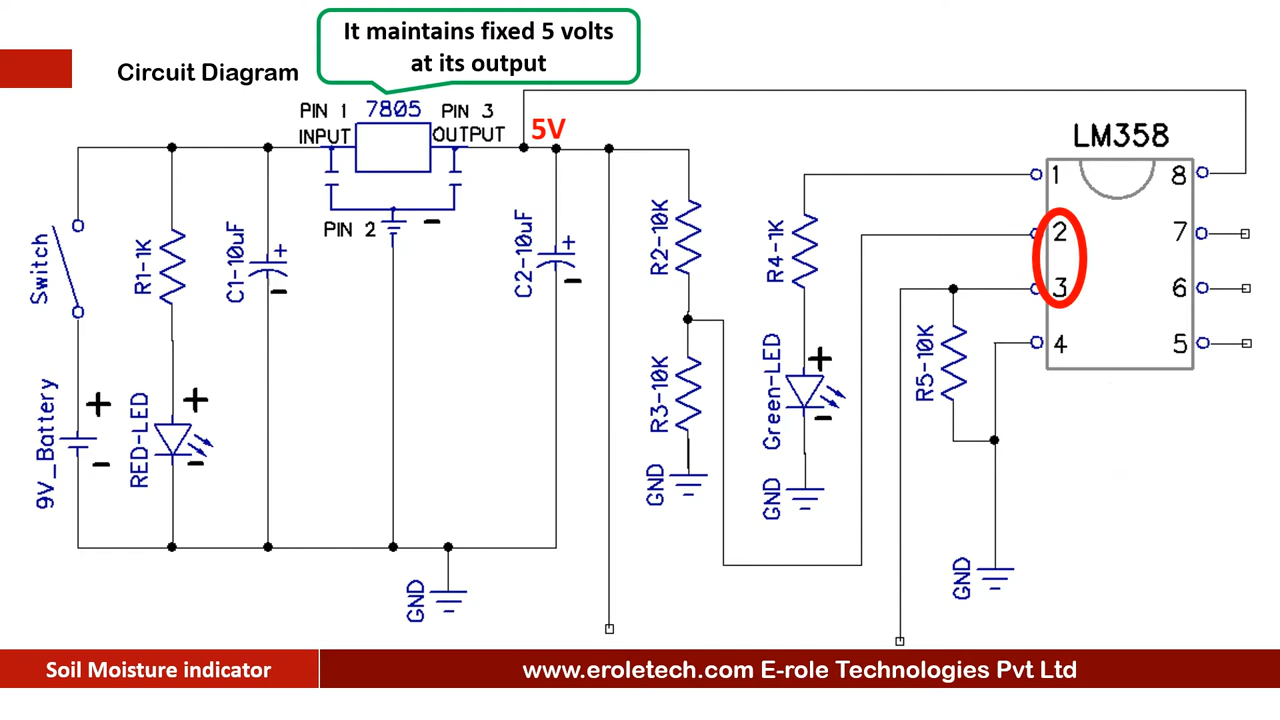 It maintains fixed 5 volts
at its output
Circuit Diagram
PIN 1
7805
PIN 3
INPUT
OUTPUT
5V
PIN 2
-
Switch
9V_Battery
+
-
R1-1K
RED-LED
+
-
C1-10uF
+
-
C2-10uF
+
-
GND
R2-10K
R3-10K
GND
R4-1K
Green-LED
+
-
GND
R5-10K
GND
LM358
1
2
3
4
8
7
6
5
Soil Moisture indicator
www.eroletech.com E-role Technologies Pvt Ltd